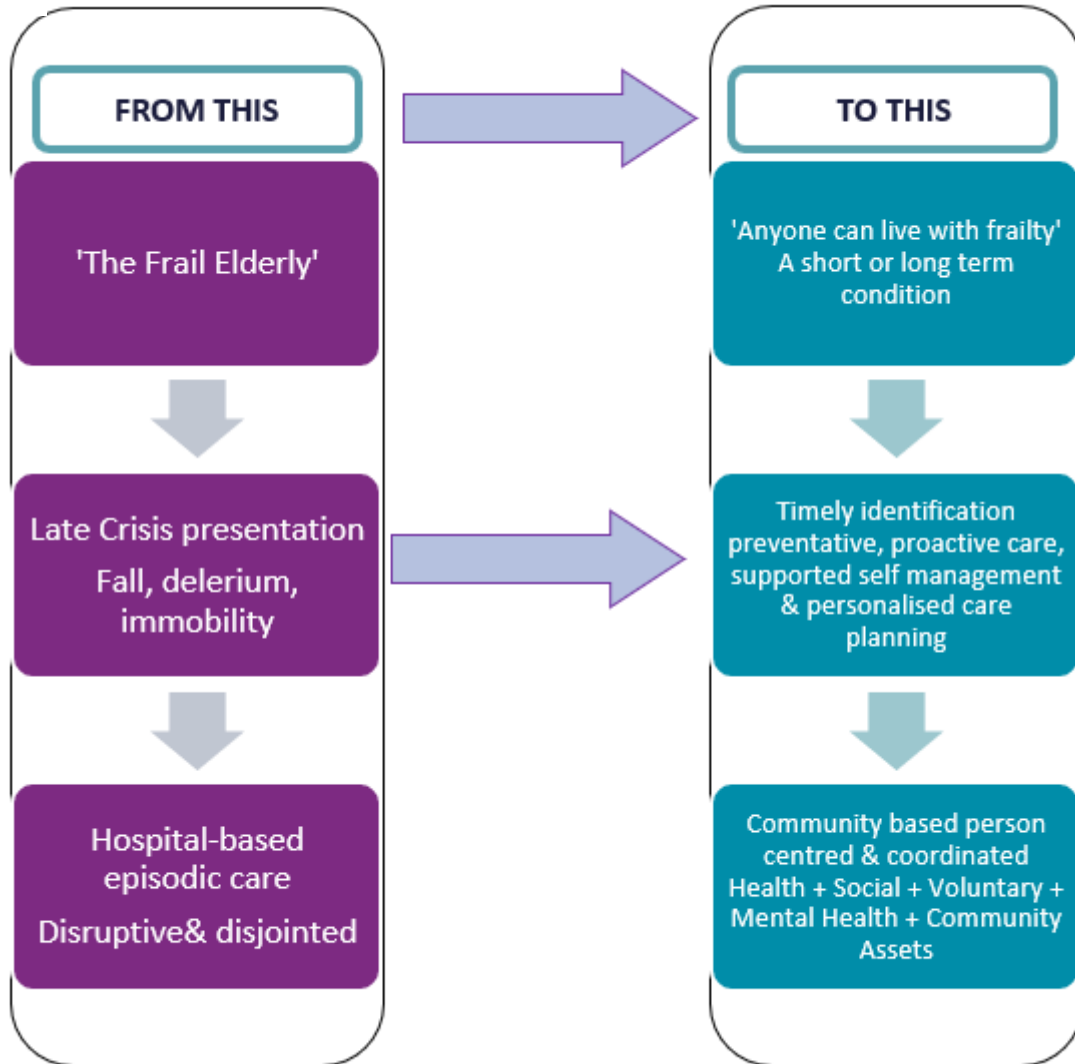 FROM THIS
'The Frail Elderly'
Late Crisis presentation
Fall, delerium,
immobility
Hospital-based
episodic care
Disruptive& disjointed
TO THIS
'Anyone can live with frailty'
A short or long term
condition
Timely identification
preventative, proactive care,
supported self management
& personalised care
planning
Community based person
centred & coordinated
Health + Social + Voluntary +
Mental Health + Community
Assets